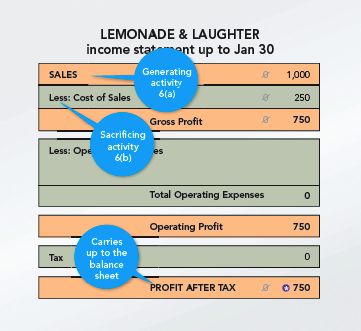 LEMONADE & LAUGHTER
income statement up to Jan 30
SALES 1,000
Generating activity 6(a)
Less: Cost of Sales 250
Gross Profit 750
Sacrificing activity 6(b)
Less: Ope es
Total Operating Expenses 0
Operating Profit 750
Carries up to the balance sheet
Tax 0
PROFIT AFTER TAX 750